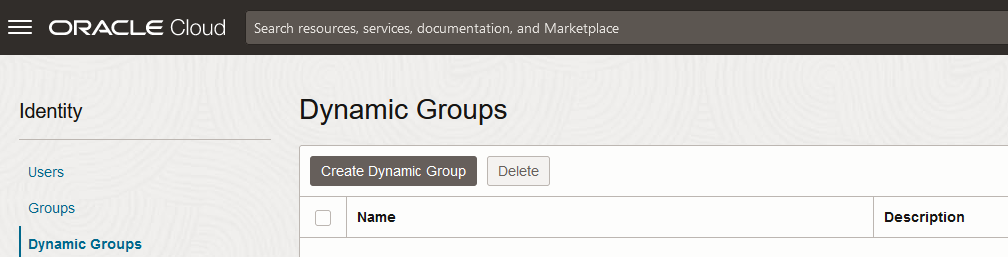 ORACLE Cloud
Search resources, services, documentation, and Marketplace
Identity
Users
Groups
Dynamic Groups
Dynamic Groups
Create Dynamic Group
Delete
Name
Description